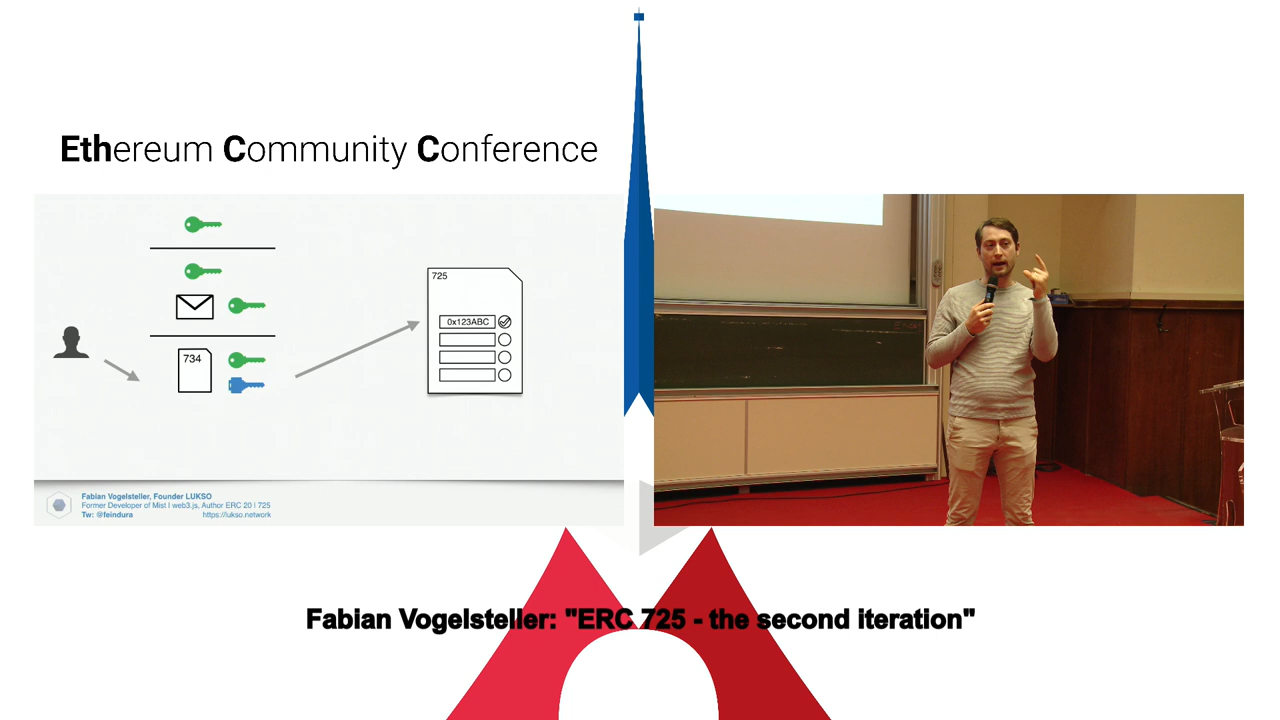 Ethereum Community Conference
725
0x123ABC
734
Fabian Vogelsteller, Founder LUKSO
Former Developer of Mist | web3.js, Author ERC 20 | 725
Tw: @feindura https://lukso.network
Fabian Vogelsteller: "ERC 725 - the second iteration"